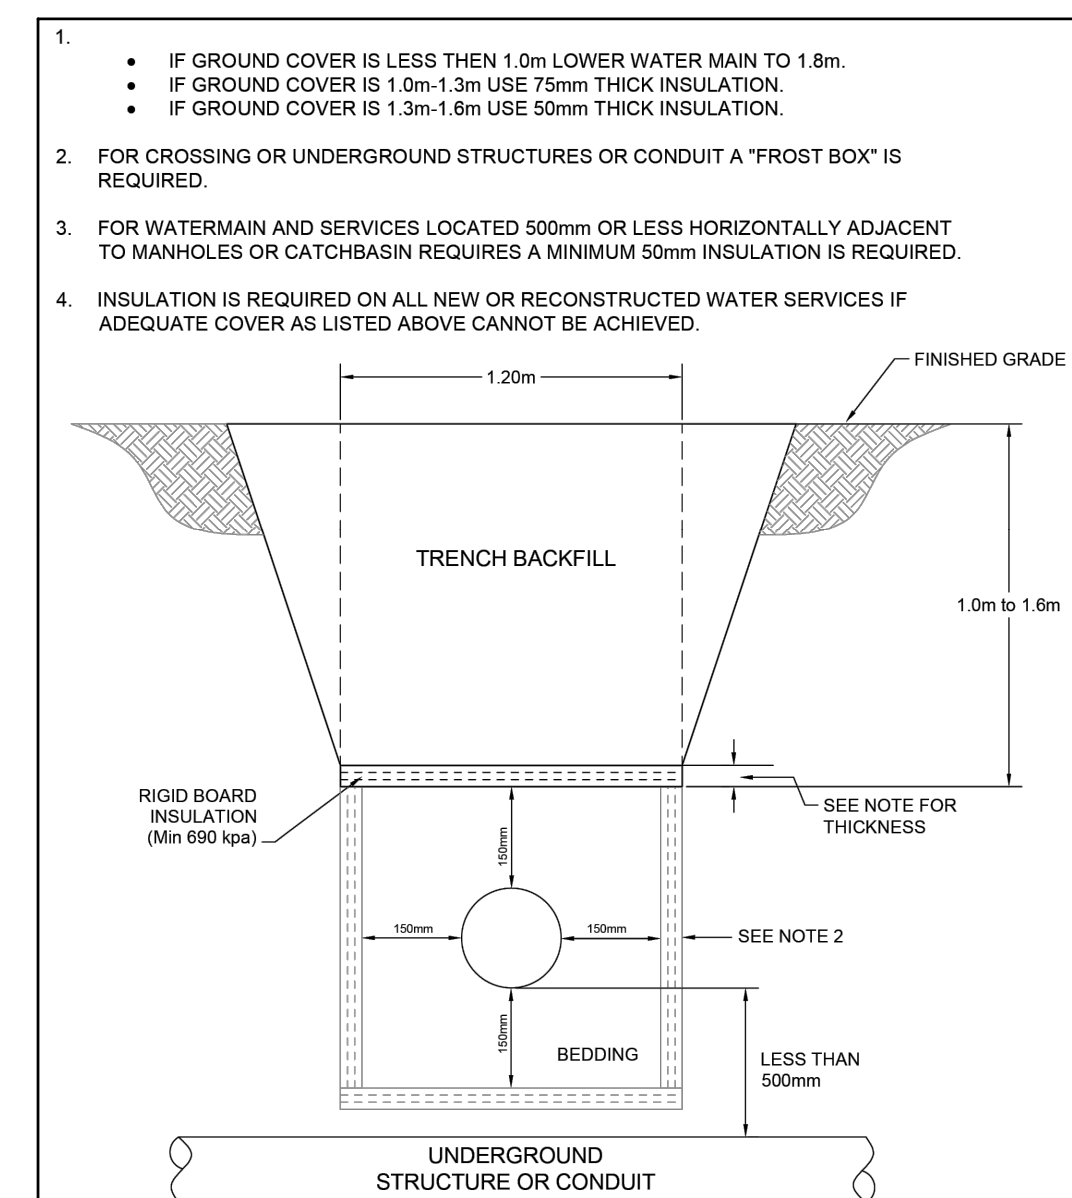 1.
• IF GROUND COVER IS LESS THEN 1.0m LOWER WATER MAIN TO 1.8m.
• IF GROUND COVER IS 1.0m-1.3m USE 75mm THICK INSULATION.
• IF GROUND COVER IS 1.3m-1.6m USE 50mm THICK INSULATION.
2. FOR CROSSING OR UNDERGROUND STRUCTURES OR CONDUIT A "FROST BOX" IS
REQUIRED.
3. FOR WATERMAIN AND SERVICES LOCATED 500mm OR LESS HORIZONTALLY ADJACENT
TO MANHOLES OR CATCHBASIN REQUIRES A MINIMUM 50mm INSULATION IS REQUIRED.
4. INSULATION IS REQUIRED ON ALL NEW OR RECONSTRUCTED WATER SERVICES IF
ADEQUATE COVER AS LISTED ABOVE CANNOT BE ACHIEVED.
FINISHED GRADE
1.20m
TRENCH BACKFILL
1.0m to 1.6m
RIGID BOARD
INSULATION
(Min 690 kpa)
SEE NOTE FOR
THICKNESS
150mm
150mm
150mm
SEE NOTE 2
150mm
BEDDING
LESS THAN
500mm
UNDERGROUND
STRUCTURE OR CONDUIT